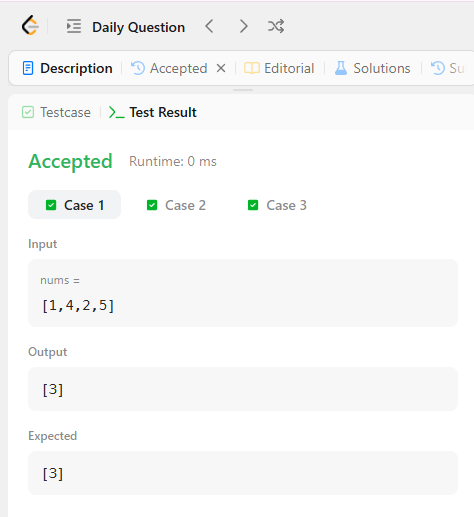 Daily Question
Description Accepted Editorial Solutions Su
Testcase Test Result
Accepted Runtime: 0 ms
Case 1 Case 2 Case 3
Input
nums =
[1,4,2,5]
Output
[3]
Expected
[3]